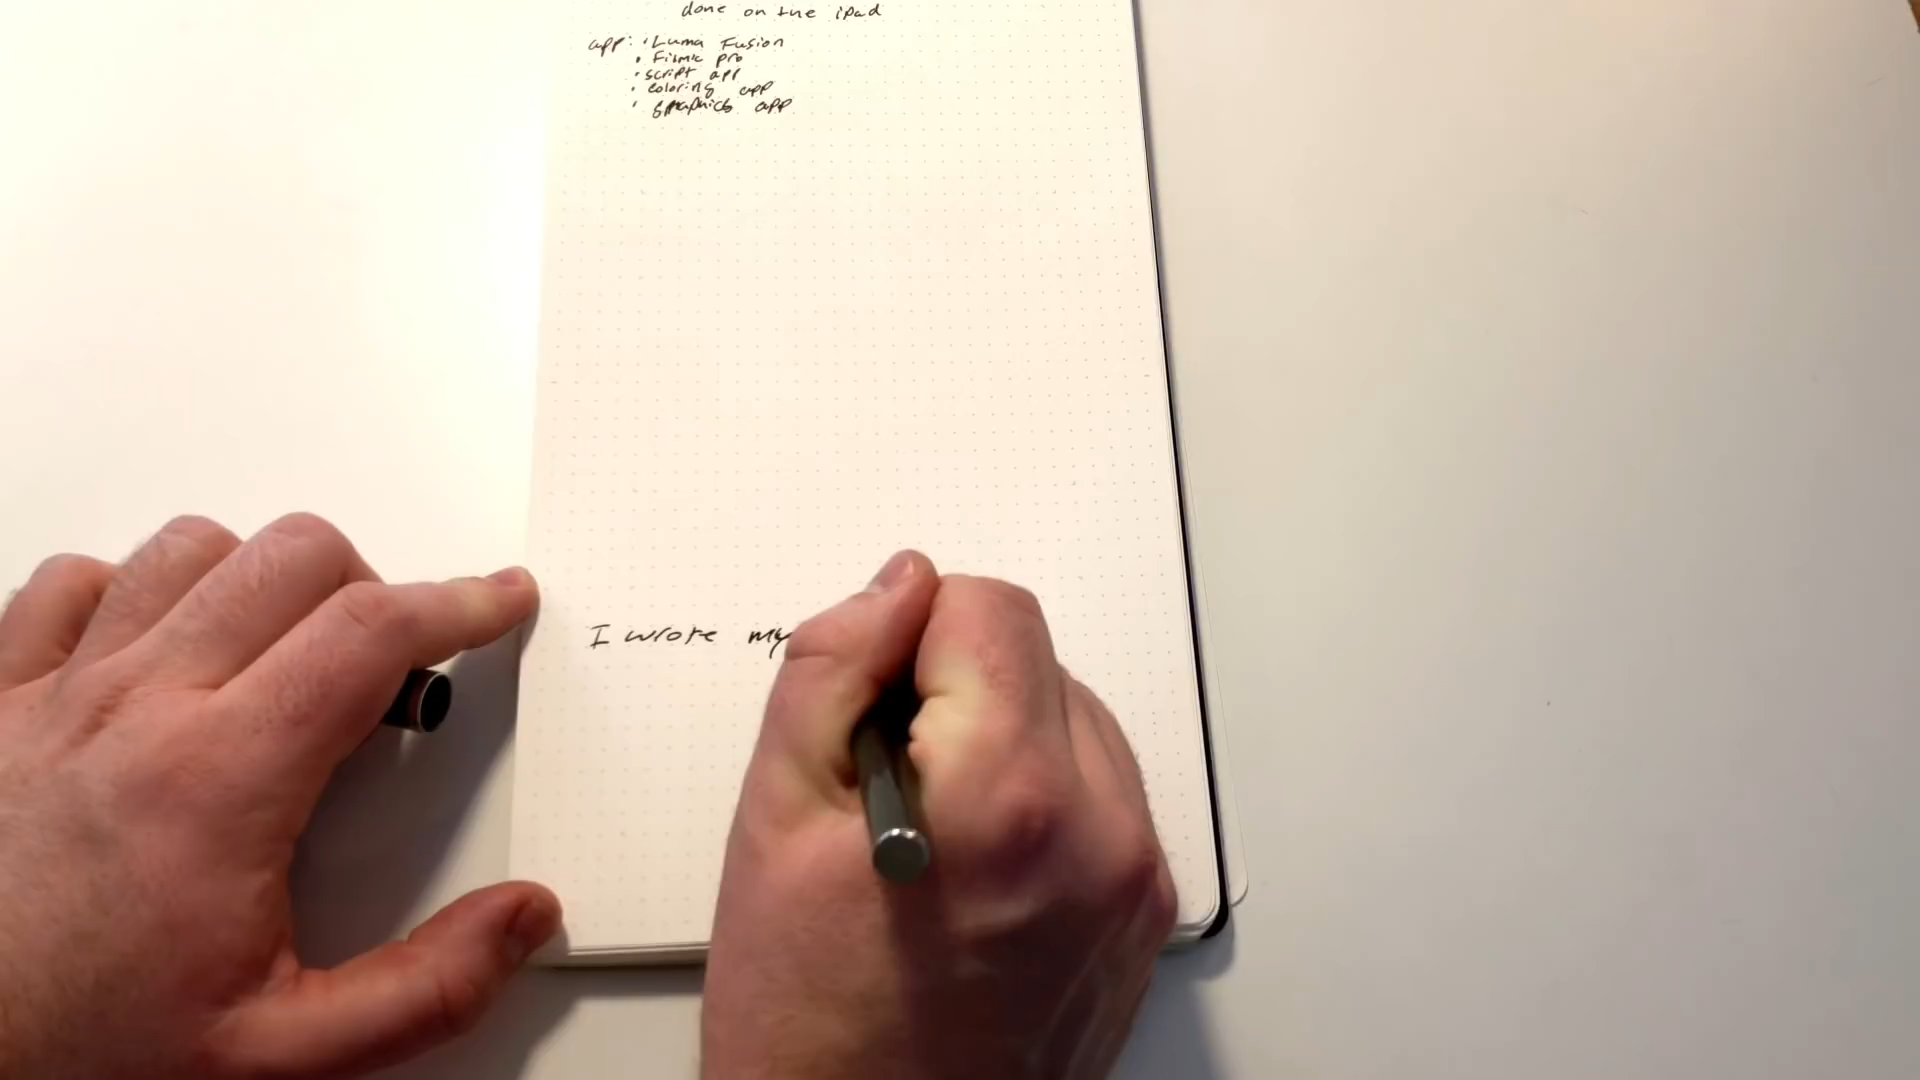 done on the ipad
app: • Luma Fusion
• Filmic pro
• script app
• coloring app
• graphics app
I wrote my